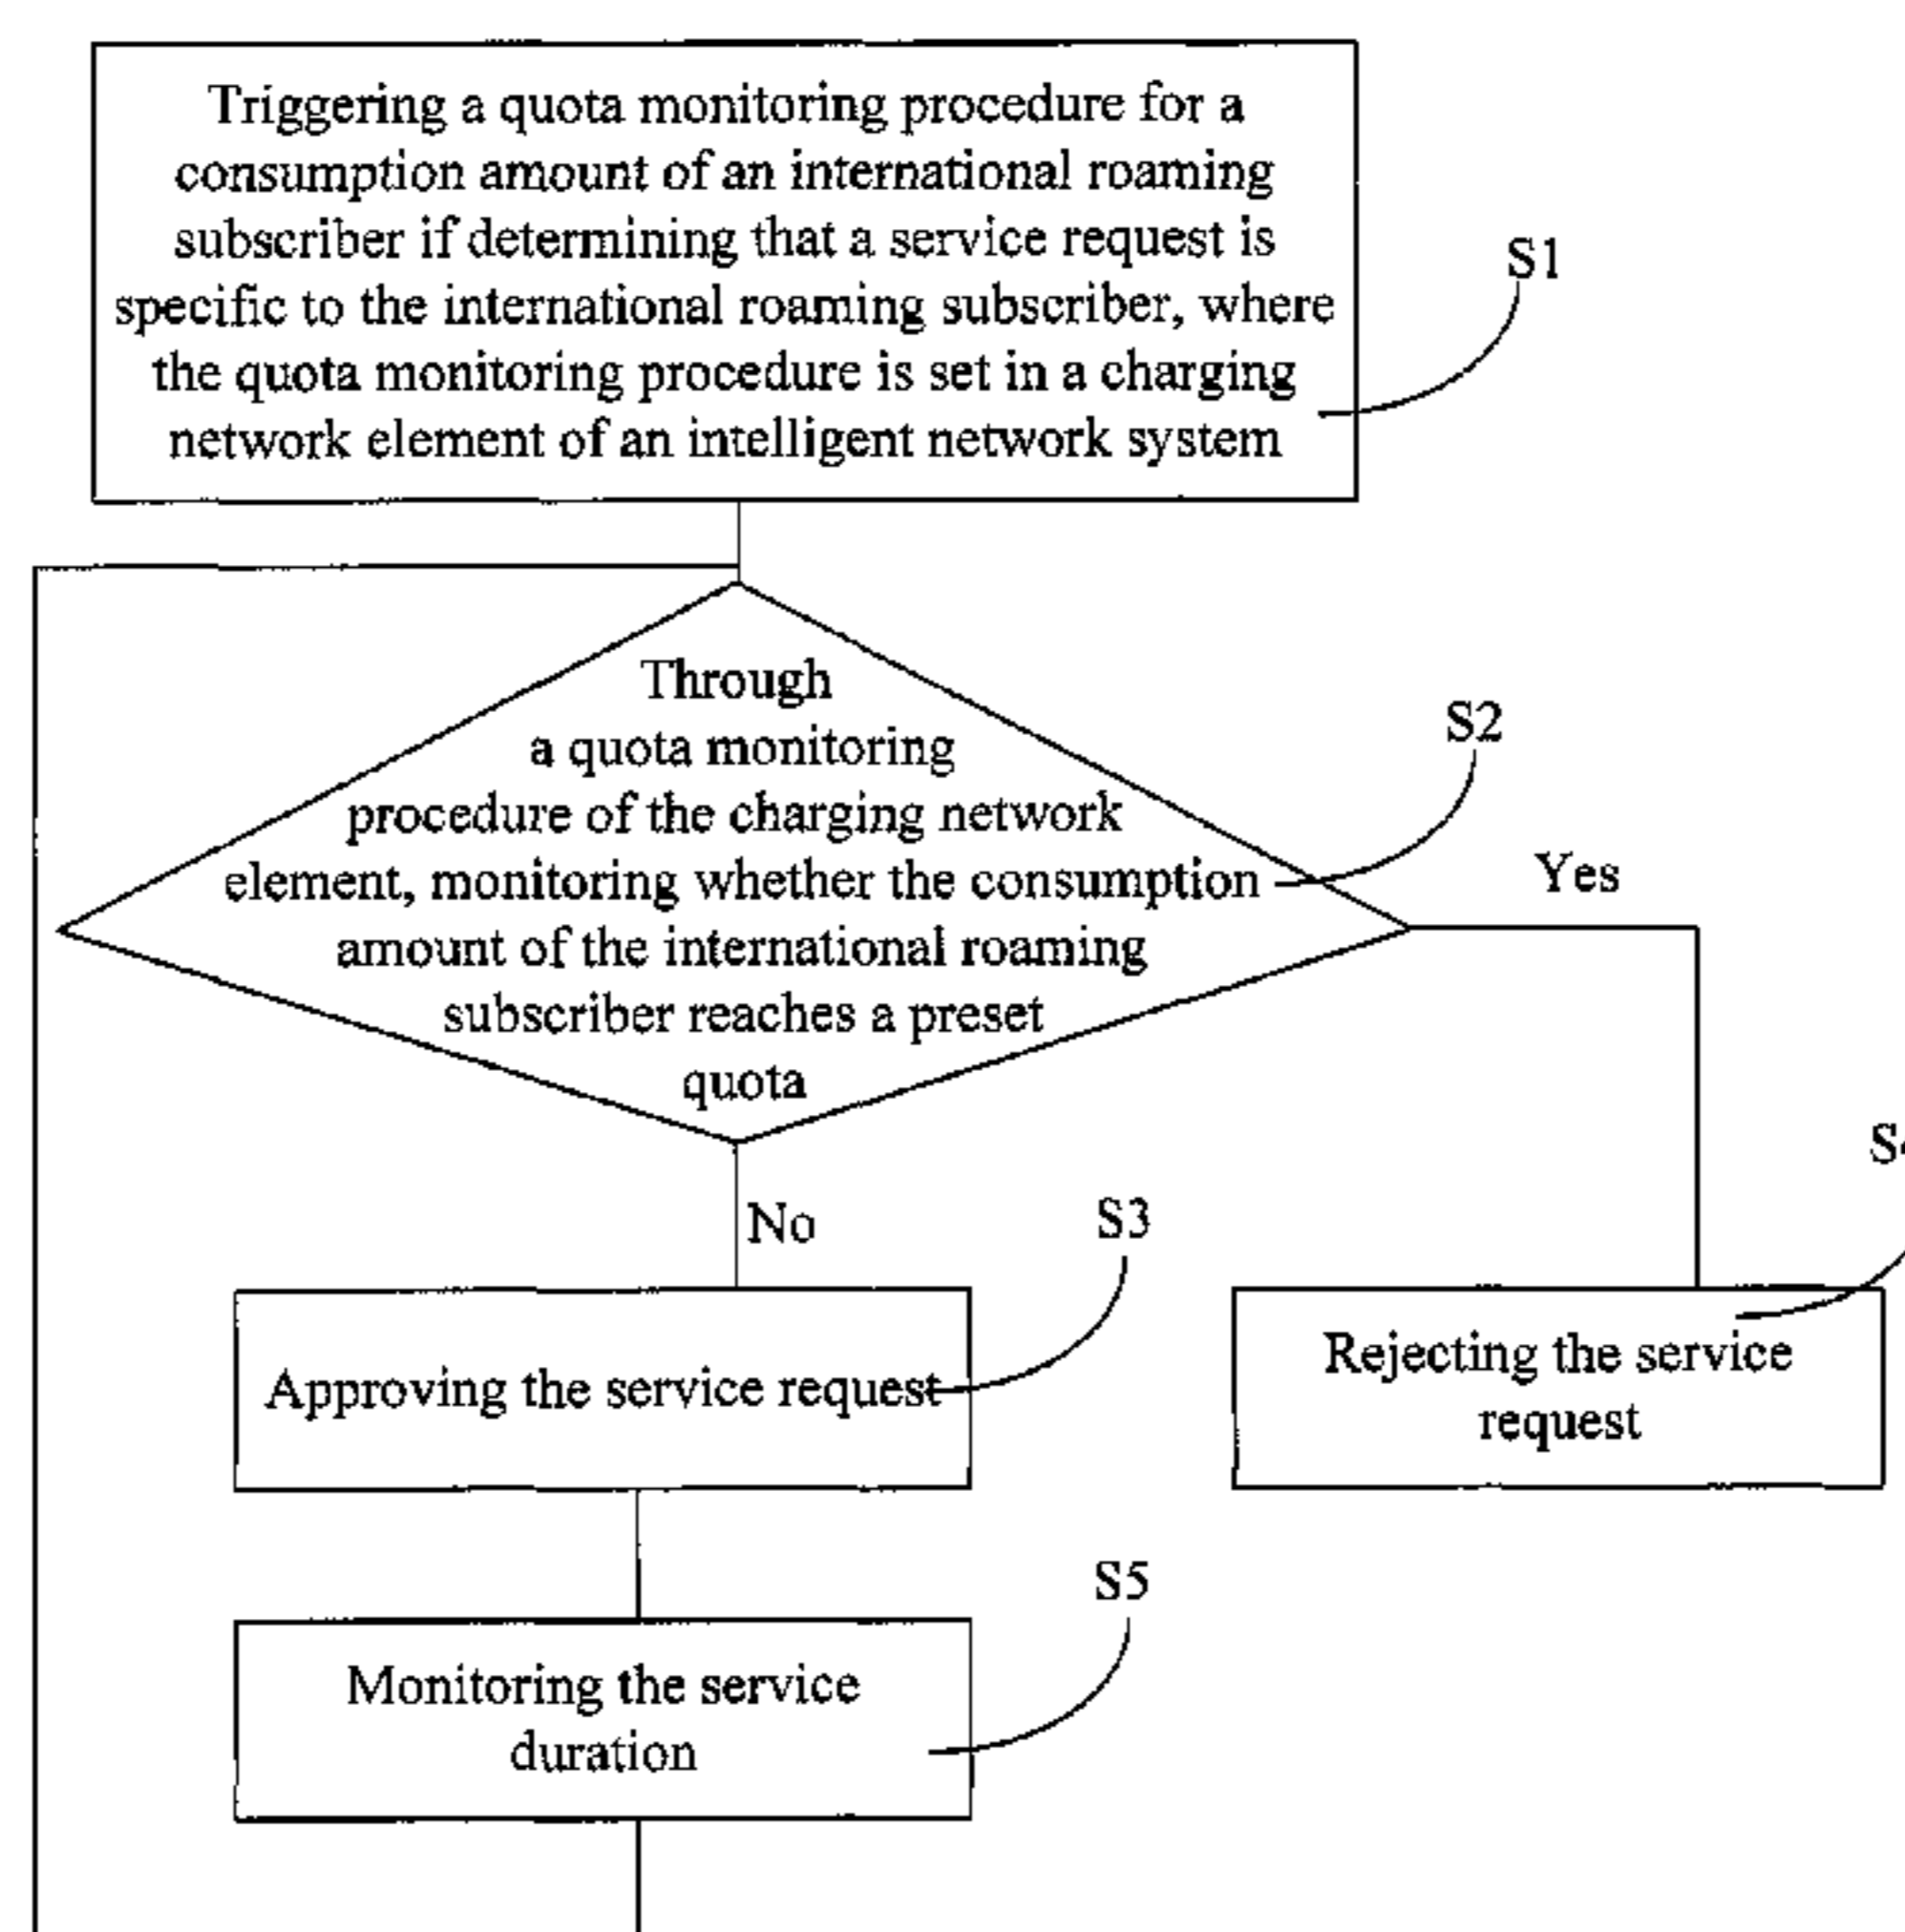 Triggering a quota monitoring procedure for a
consumption amount of an international roaming
subscriber if determining that a service request is
specific to the international roaming subscriber, where
the quota monitoring procedure is set in a charging
network element of an intelligent network system
S1
Through
a quota monitoring
procedure of the charging network
element, monitoring whether the consumption
amount of the international roaming
subscriber reaches a preset
quota
S2
Yes
No
S3
Approving the service request
Rejecting the service
request
S5
Monitoring the service
duration